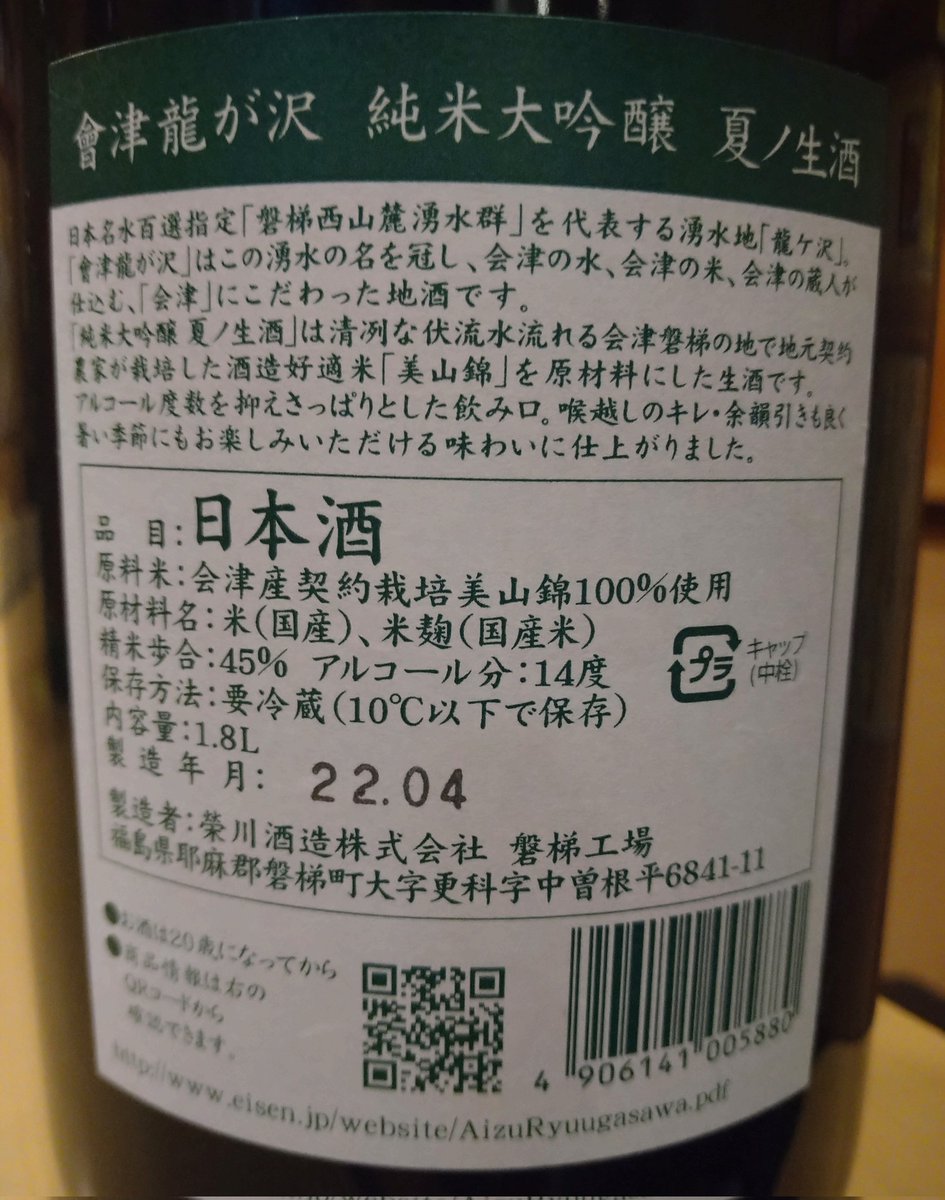 會津龍が沢 純米大吟醸 夏ノ生酒
日本名水百選指定「磐梯西山麓湧水群」を代表する湧水地「龍ケ沢」。
「會津龍が沢」はこの湧水の名を冠し、会津の水、会津の米、会津の蔵人が
仕込む、「会津」にこだわった地酒です。
「純米大吟醸 夏ノ生酒」は清冽な伏流水流れる会津磐梯の地で地元契約
農家が栽培した酒造好適米「美山錦」を原材料にした生酒です。
アルコール度数を抑えさっぱりとした飲み口。喉越しのキレ・余韻引きも良く
暑い季節にもお楽しみいただける味わいに仕上がりました。
品目:日本酒
原料米:会津産契約栽培美山錦100%使用
原材料名:米(国産)、米麹(国産米)
精米歩合:45% アルコール分:14度
保存方法:要冷蔵(10℃以下で保存)
内容量:1.8L
製造年月: 22.04
プラ
キャップ
(中栓)
製造者:榮川酒造株式会社 磐梯工場
福島県耶麻郡磐梯町大字更科字中曽根平6841-11
●お酒は20歳になってから
●商品情報は右の
QRコードから
確認できます。
http://www.eisen.jp/website/AizuRyuugasawa.pdf
4 906141 005880